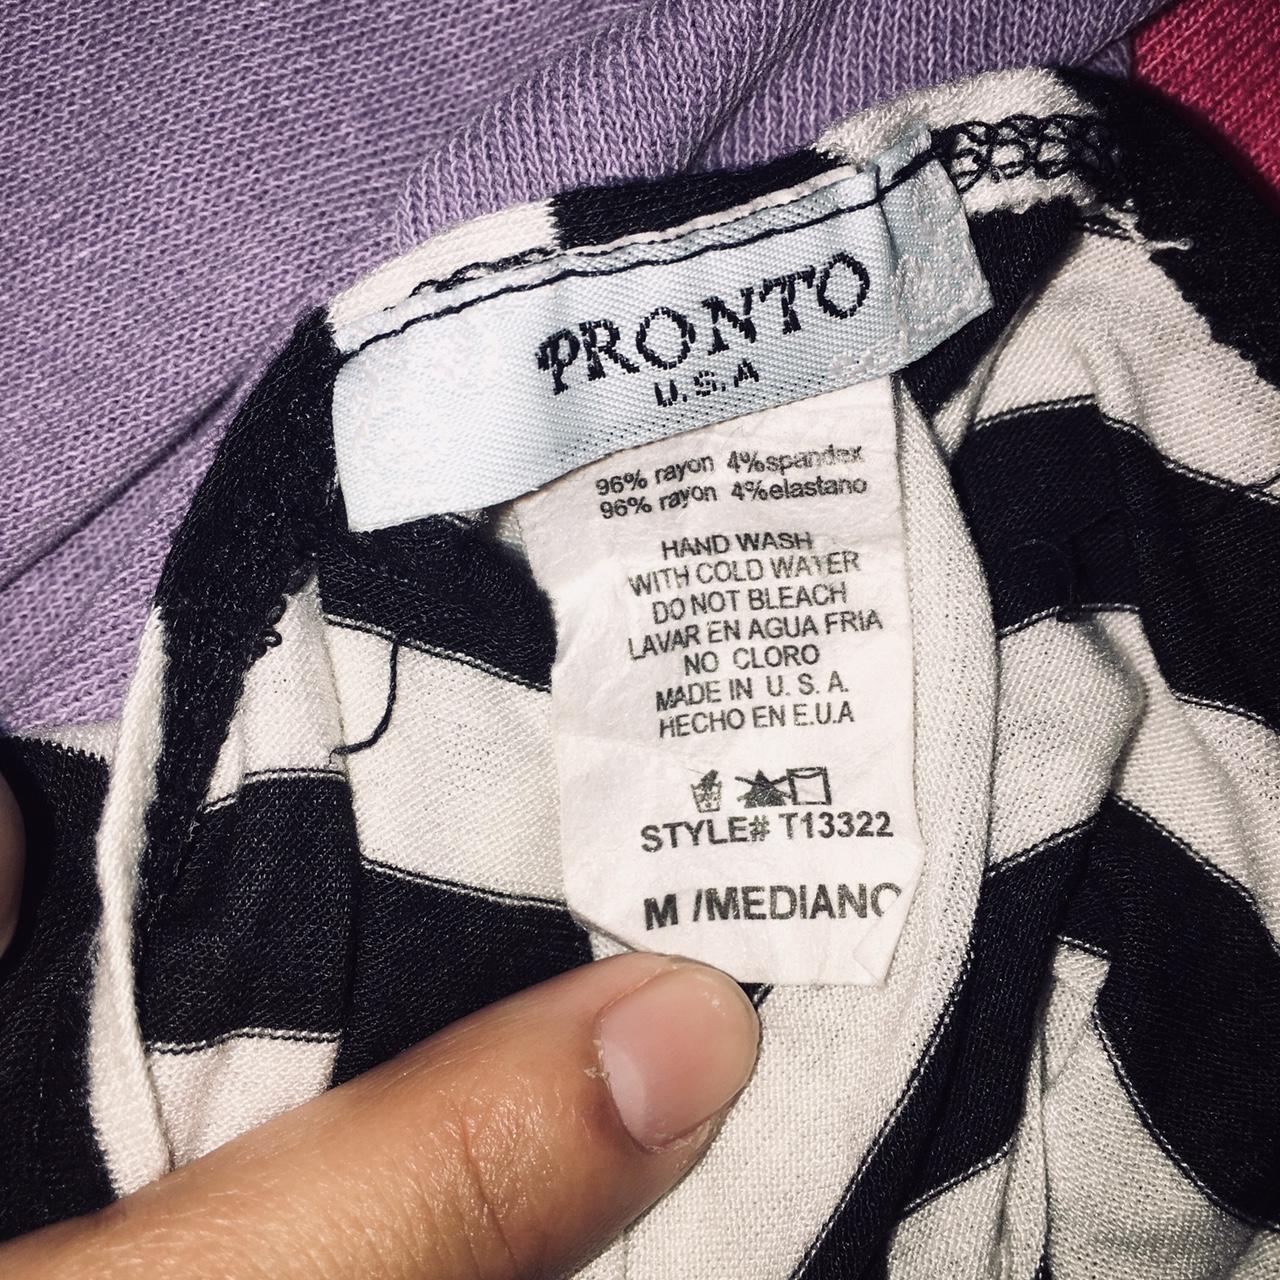 PRONTO
U.S.A
96% rayon 4%spandex
96% rayon 4%elastano
HAND WASH
WITH COLD WATER
DO NOT BLEACH
LAVAR EN AGUA FRIA
NO CLORO
MADE IN U. S. A.
HECHO EN E.U.A
STYLE# T13322
M /MEDIANO